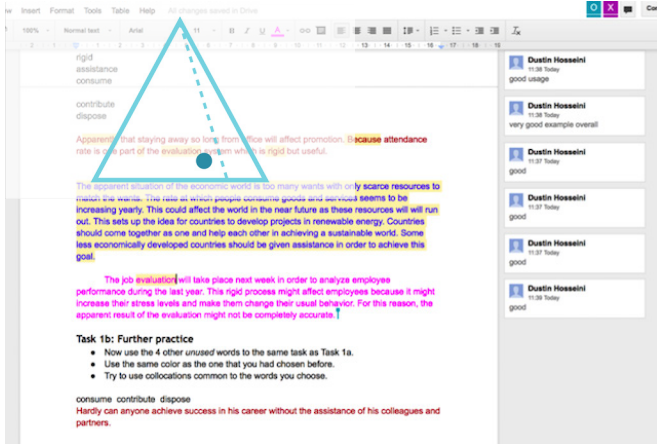 Insert Format Tools Table Help All changes saved in Drive
O X Co
100% Normal text Arial 11 B I U A
2 1 1 2 12 13 14 15 16 17 18
rigid
assistance
consume
contribute
dispose
Apparently that staying away so long from office will affect promotion. Because attendance
rate is one part of the evaluation system which is rigid but useful.
The apparent situation of the economic world is too many wants with only scarce resources to
match the wants. The rate at which people consume goods and services seems to be
increasing yearly. This could affect the world in the near future as these resources will will run
out. This sets up the idea for countries to develop projects in renewable energy. Countries
should come together as one and help each other in achieving a sustainable world. Some
less economically developed countries should be given assistance in order to achieve this
goal.
The job evaluation will take place next week in order to analyze employee
performance during the last year. This rigid process might affect employees because it might
increase their stress levels and make them change their usual behavior. For this reason, the
apparent result of the evaluation might not be completely accurate.
Task 1b: Further practice
● Now use the 4 other unused words to the same task as Task 1a.
● Use the same color as the one that you had chosen before.
● Try to use collocations common to the words you choose.
consume contribute dispose
Hardly can anyone achieve success in his career without the assistance of his colleagues and
partners.
Dustin Hosseini
11:38 Today
good usage
Dustin Hosseini
11:38 Today
very good example overall
Dustin Hosseini
11:37 Today
good
Dustin Hosseini
11:37 Today
good
Dustin Hosseini
11:37 Today
good
Dustin Hosseini
11:39 Today
good